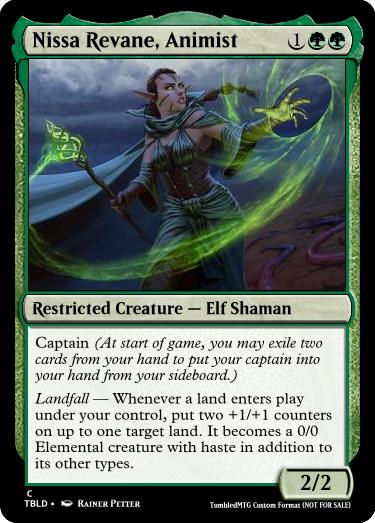 Nissa Revane, Animist 1
Restricted Creature — Elf Shaman
Captain (At start of game, you may exile two
cards from your hand to put your captain into
your hand from your sideboard.)
Landfall — Whenever a land enters play
under your control, put two +1/+1 counters
on up to one target land. It becomes a 0/0
Elemental creature with haste in addition to
its other types.
2/2
C
TBLD • Rainer Petter
TumbledMTG Custom Format (NOT FOR SALE)